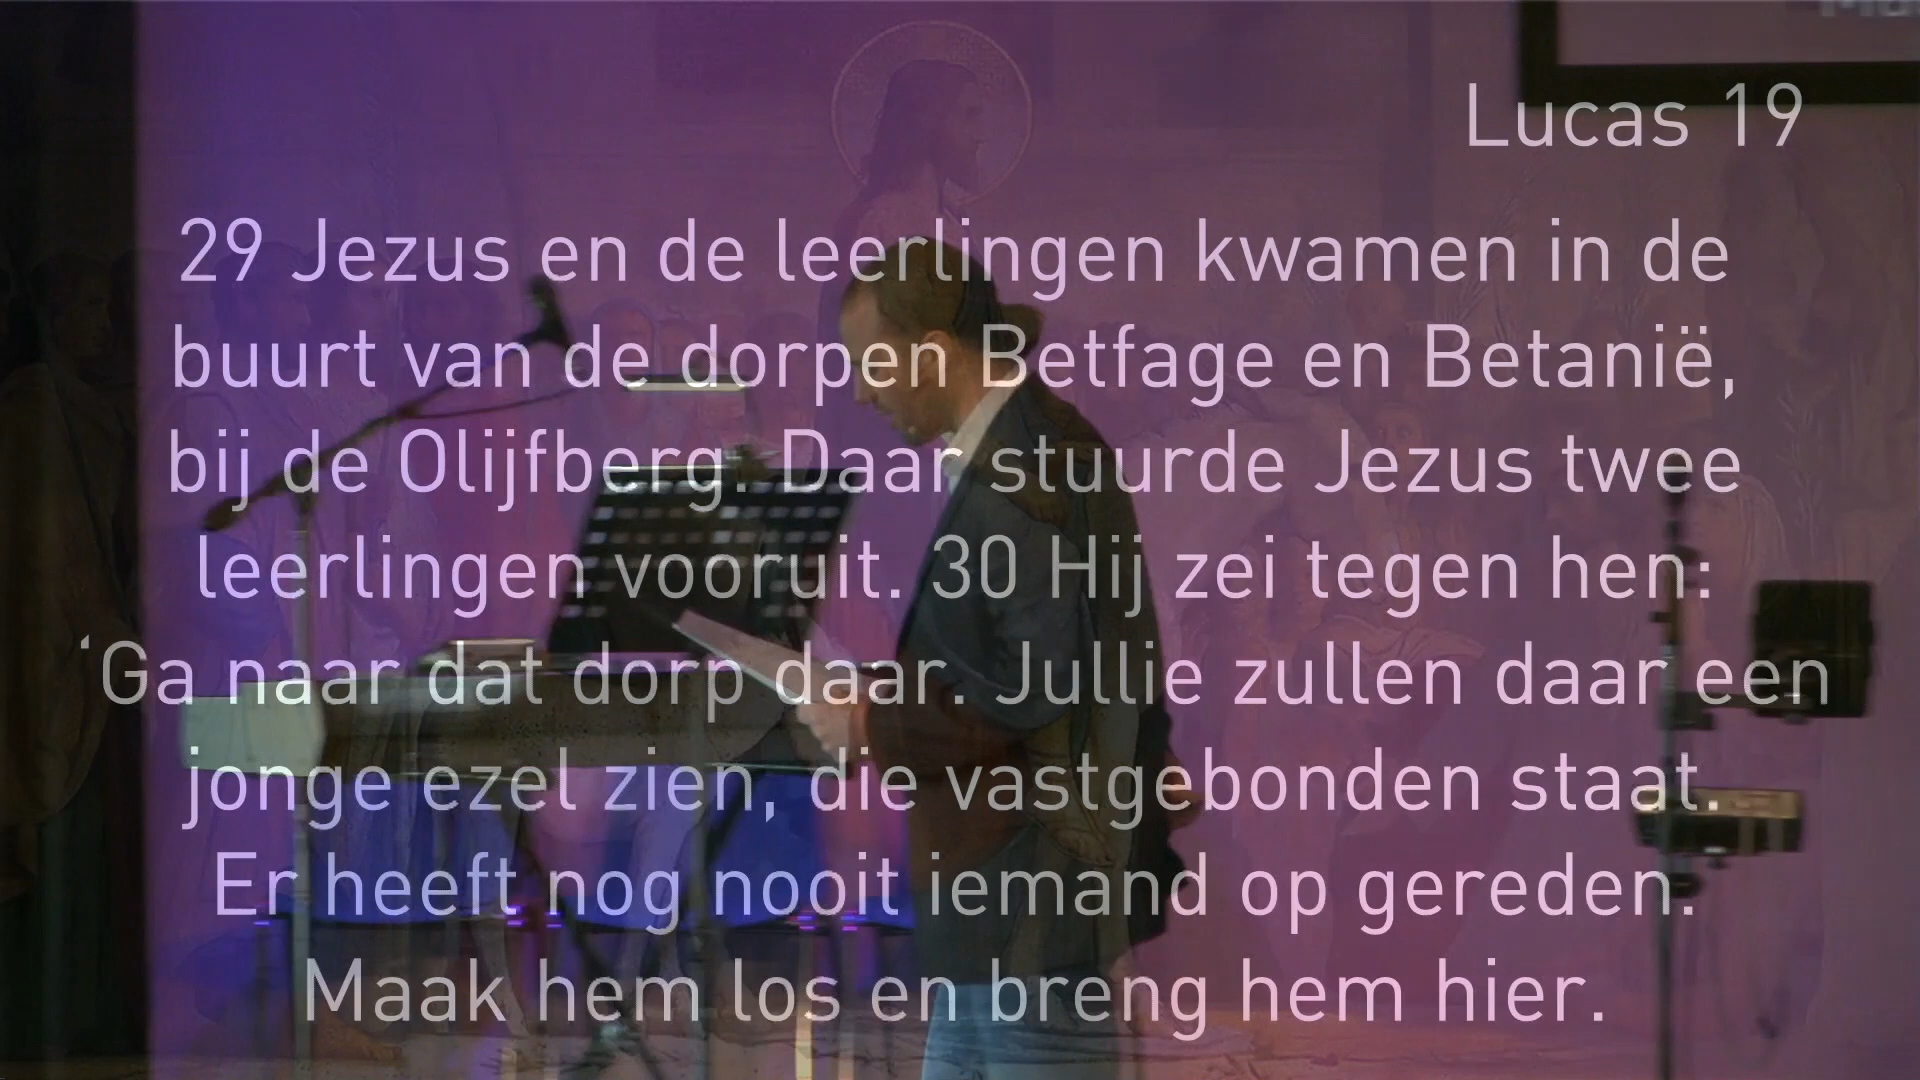 Lucas 19
29 Jezus en de leerlingen kwamen in de
buurt van de dorpen Betfage en Betanië,
bij de Olijfberg. Daar stuurde Jezus twee
leerlingen vooruit. 30 Hij zei tegen hen:
‘Ga naar dat dorp daar. Jullie zullen daar een
jonge ezel zien, die vastgebonden staat.
Er heeft nog nooit iemand op gereden.
Maak hem los en breng hem hier.